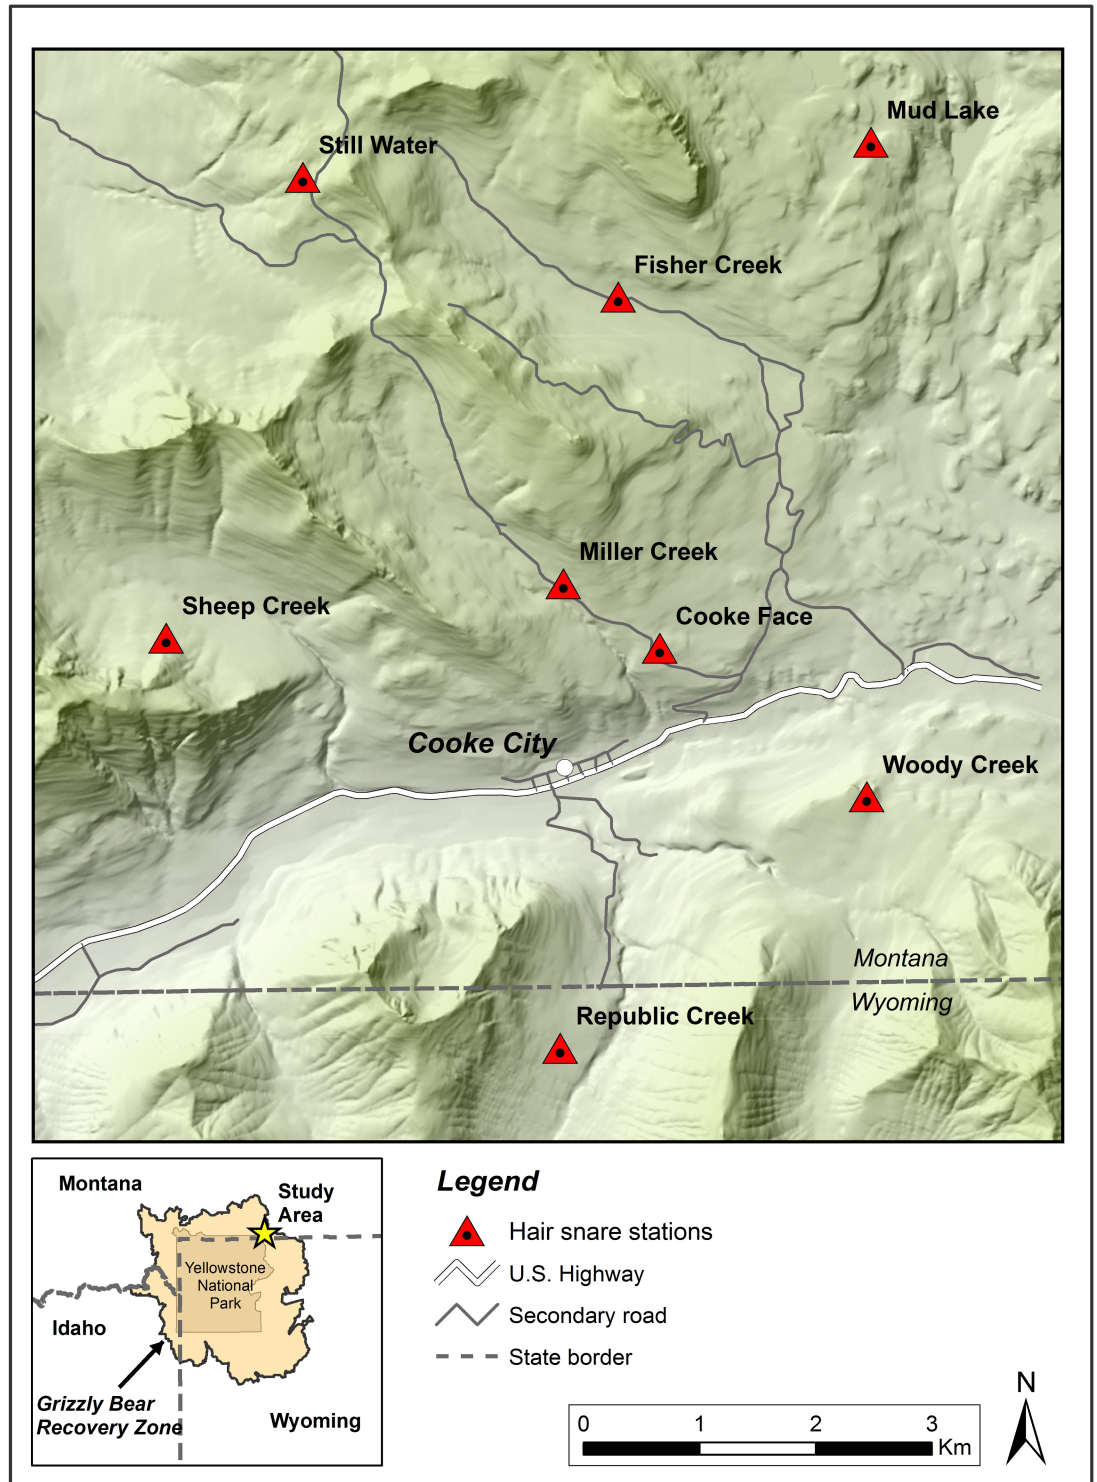 Mud Lake
Still Water
Fisher Creek
Miller Creek
Sheep Creek
Cooke Face
Cooke City
Woody Creek
Montana
Wyoming
Republic Creek
Montana
Study
Area
Yellowstone
National
Park
Idaho
Grizzly Bear
Recovery Zone
Wyoming
Legend
Hair snare stations
U.S. Highway
Secondary road
State border
N
0 1 2 3
Km